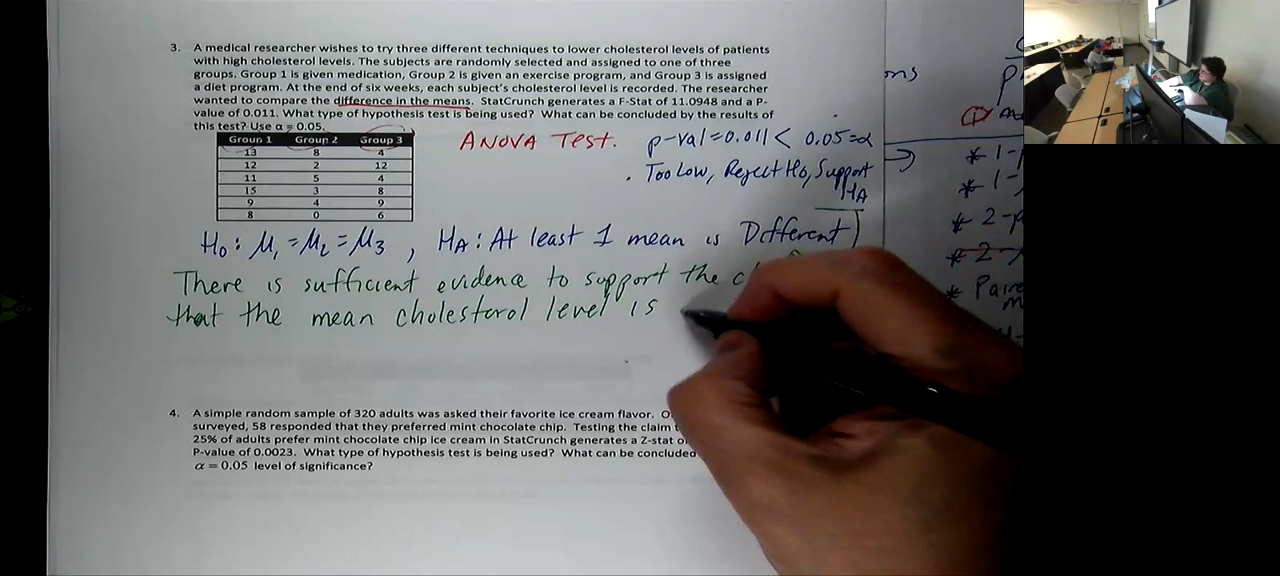 3. A medical researcher wishes to try three different techniques to lower cholesterol levels of patients
with high cholesterol levels. The subjects are randomly selected and assigned to one of three
groups. Group 1 is given medication, Group 2 is given an exercise program, and Group 3 is assigned
a diet program. At the end of six weeks, each subject's cholesterol level is recorded. The researcher
wanted to compare the difference in the means. StatCrunch generates a F-Stat of 11.0948 and a P-
value of 0.011. What type of hypothesis test is being used? What can be concluded by the results of
this test? Use α = 0.05.
Group 1 Group 2 Group 3
13 8 4
12 2 12
11 5 4
15 3 8
9 4 9
8 0 6
ANOVA Test.
p-val=0.011 < 0.05=α
. Too Low, Reject H0, Support
HA
H0: μ1 = μ2 = μ3 , HA: At least 1 mean is Different
There is sufficient evidence to support the
that the mean cholesterol level is
4. A simple random sample of 320 adults was asked their favorite ice cream flavor.
surveyed, 58 responded that they preferred mint chocolate chip. Testing the claim
25% of adults prefer mint chocolate chip ice cream in StatCrunch generates a Z-stat
P-value of 0.0023. What type of hypothesis test is being used? What can be concluded
α = 0.05 level of significance?
* 1-
* 1-
* 2-p
* 2-
* Paire